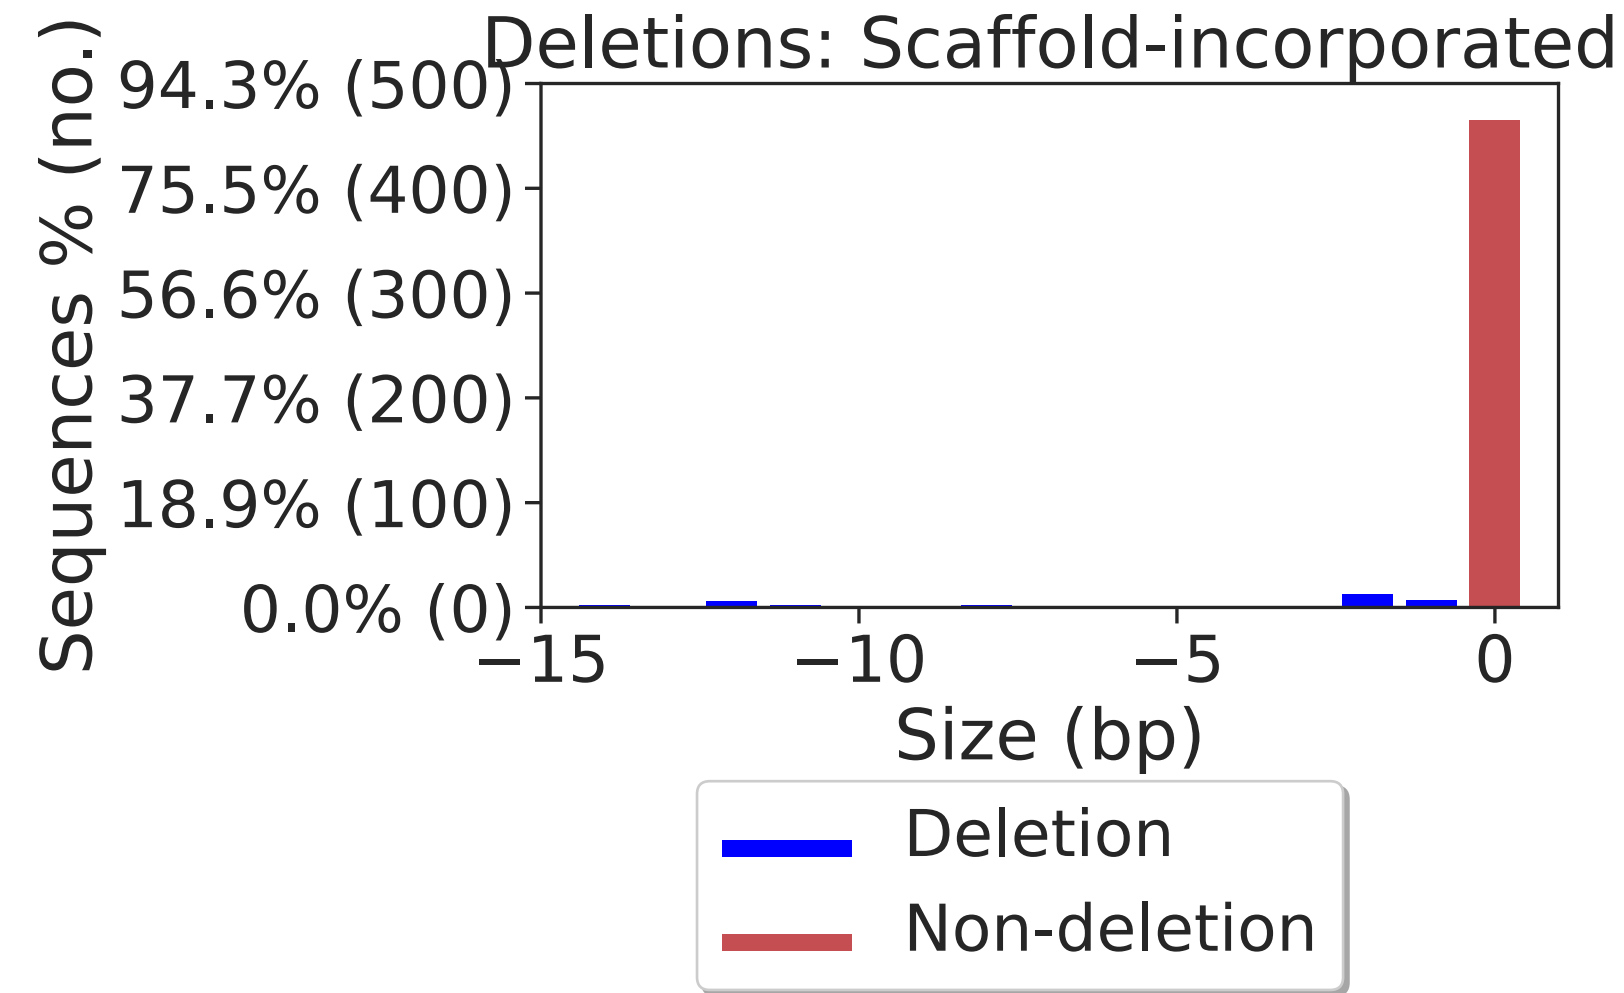 Deletions: Scaffold-incorporated
Sequences % (no.)
94.3% (500)
75.5% (400)
56.6% (300)
37.7% (200)
18.9% (100)
0.0% (0)
−15 −10 −5 0
Size (bp)
Deletion
Non-deletion